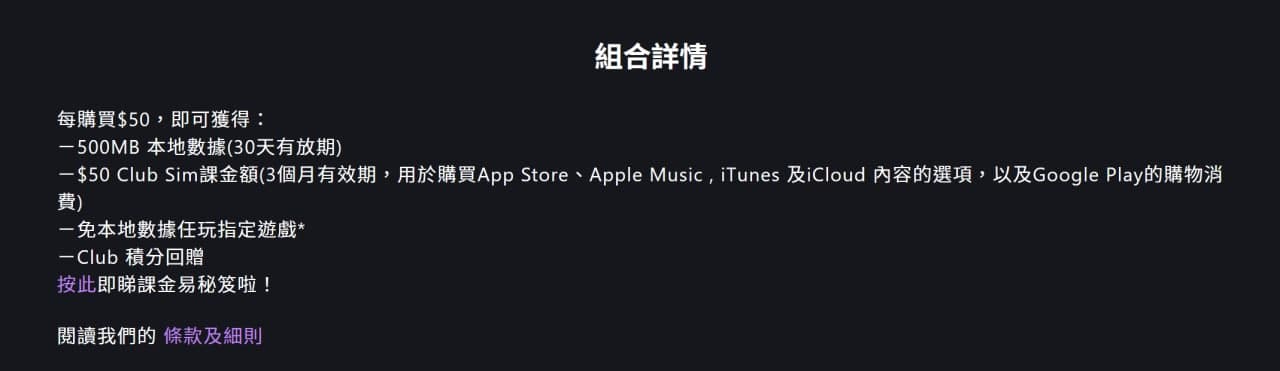 組合詳情
每購買$50，即可獲得：
－500MB 本地數據(30天有放期)
－$50 Club Sim課金額(3個月有效期，用於購買App Store、Apple Music , iTunes 及iCloud 內容的選項，以及Google Play的購物消
費)
－免本地數據任玩指定遊戲*
－Club 積分回贈
按此即睇課金易秘笈啦！
閱讀我們的 條款及細則